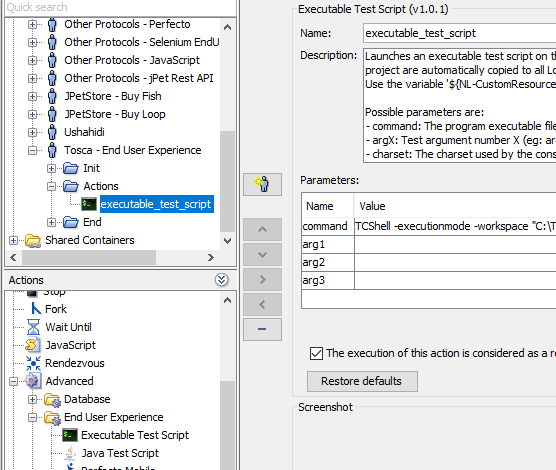 Quick search
Other Protocols - Perfecto
Other Protocols - Selenium EndU
Other Protocols - JavaScript
Other Protocols - jPet Rest API
JPetStore - Buy Fish
JPetStore - Buy Loop
Ushahidi
Tosca - End User Experience
Init
Actions
executable_test_script
End
Shared Containers
Actions
Stop
Fork
Wait Until
JavaScript
Rendezvous
Advanced
Database
End User Experience
Executable Test Script
Java Test Script
Perfecto Mobile
Executable Test Script (v1.0.1)
Name: executable_test_script
Description: Launches an executable test script on th
project are automatically copied to all Lo
Use the variable '${NL-CustomResource
Possible parameters are:
- command: The program executable file
- argX: Test argument number X (eg: ar
- charset: The charset used by the cons
Parameters:
Name Value
command TCShell -executionmode -workspace "C:\T
arg1
arg2
arg3
The execution of this action is considered as a re
Restore defaults
Screenshot